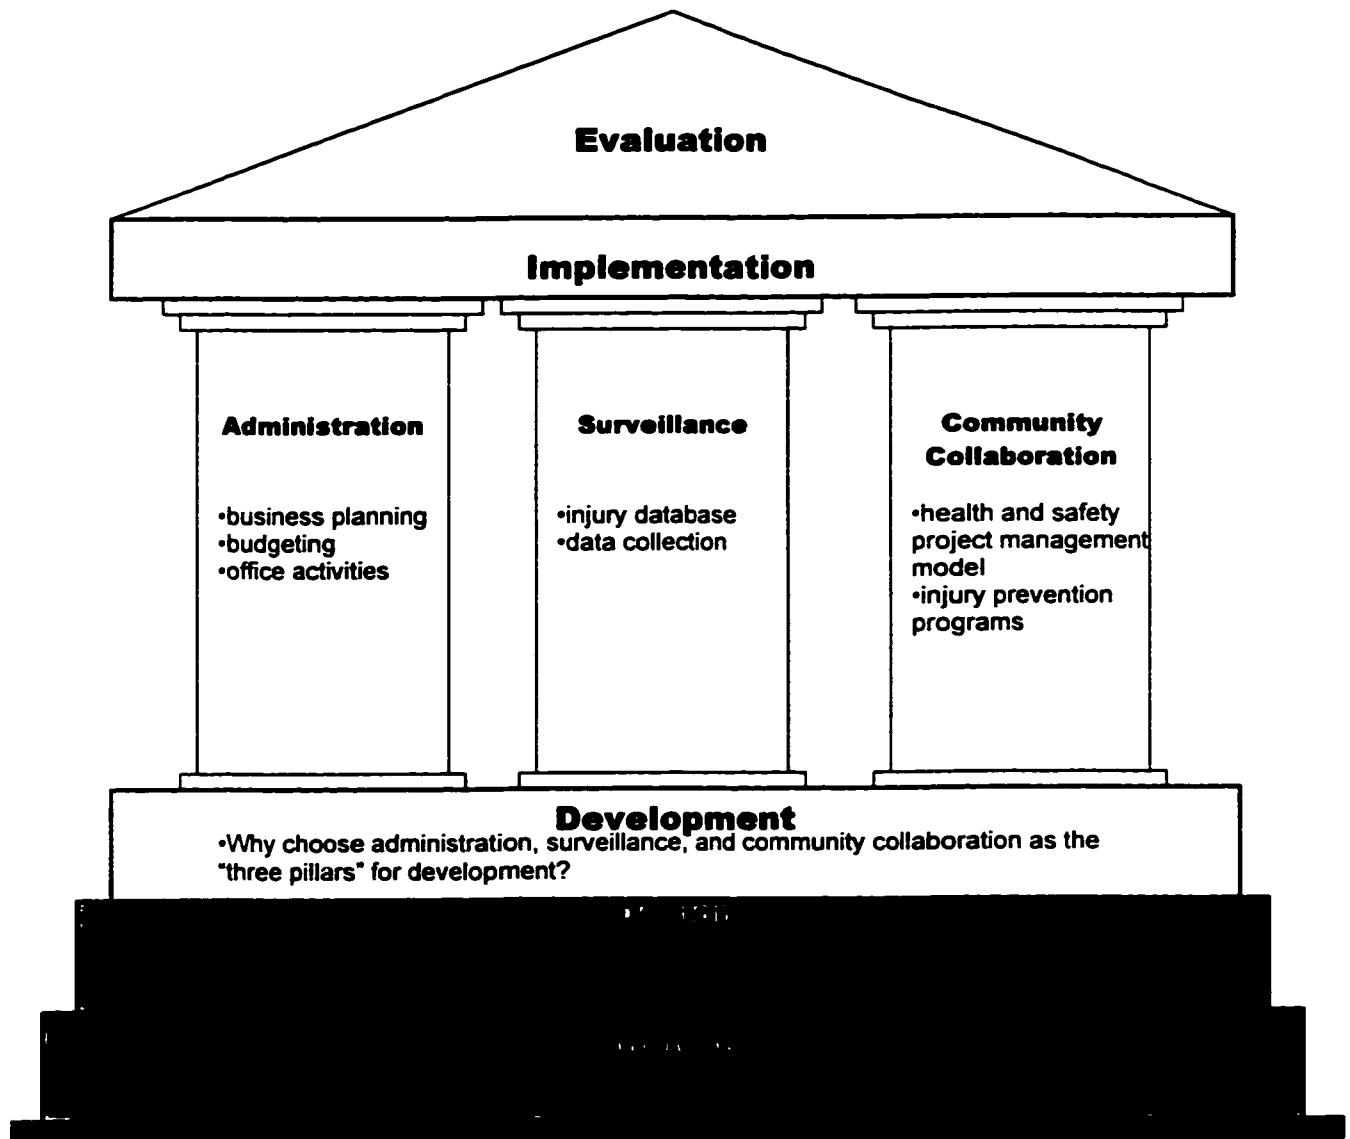 Evaluation
Implementation
Administration
•business planning
•budgeting
•office activities
Surveillance
•injury database
•data collection
Community
Collaboration
•health and safety
project management
model
•injury prevention
programs
Development
•Why choose administration, surveillance, and community collaboration as the
"three pillars" for development?